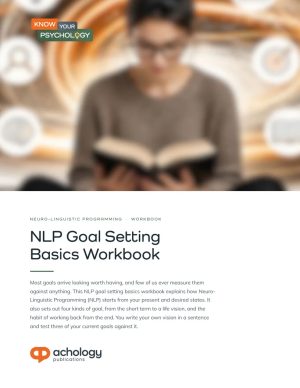 KNOW YOUR
PSYCHOLOGY
NEURO-LINGUISTIC PROGRAMMING · WORKBOOK
NLP Goal Setting
Basics Workbook
Most goals arrive looking worth having, and few of us ever measure them
against anything. This NLP goal setting basics workbook explains how Neuro-
Linguistic Programming (NLP) starts from your present and desired states. It
also sets out four kinds of goal, from the short term to a life vision, and the
habit of working back from the end. You write your own vision in a sentence
and test three of your current goals against it.
achology
publications